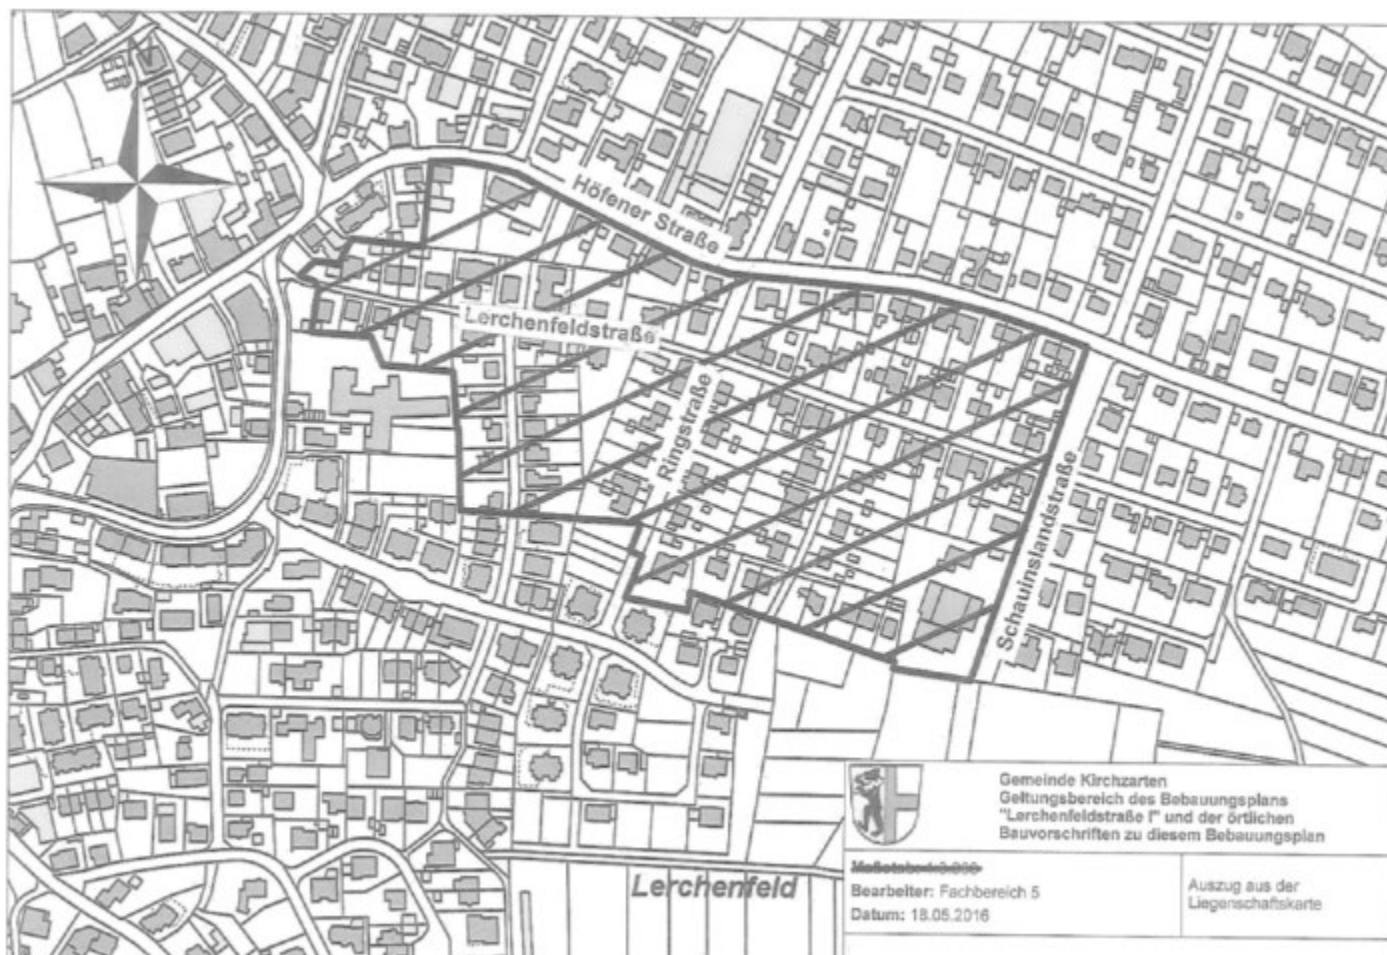 N
Höfener Straße
Lerchenfeldstraße
Ringstraße
Schauinslandstraße
Lerchenfeld
Gemeinde Kirchzarten
Geltungsbereich des Bebauungsplans
"Lerchenfeldstraße I" und der örtlichen
Bauvorschriften zu diesem Bebauungsplan
Bearbeiter: Fachbereich 5
Datum: 18.05.2016
Auszug aus der
Liegenschaftskarte